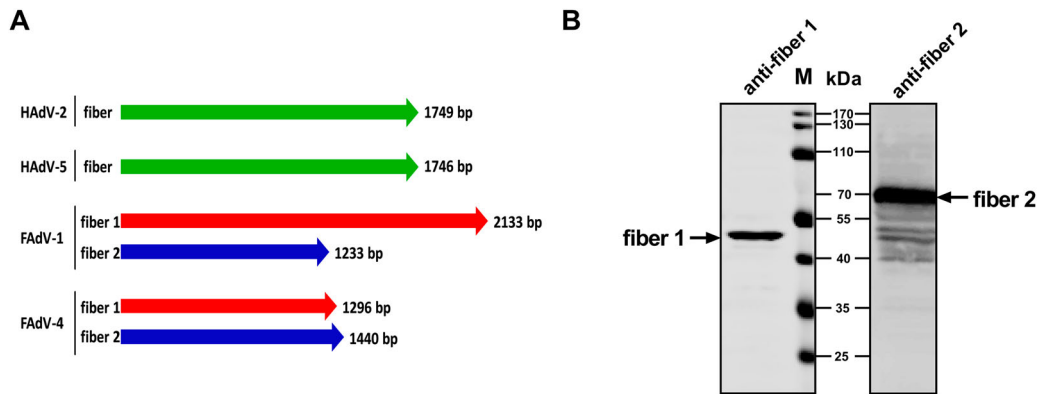 A
HAdV-2 fiber 1749 bp
HAdV-5 fiber 1746 bp
FAdV-1 fiber 1 2133 bp
fiber 2 1233 bp
FAdV-4 fiber 1 1296 bp
fiber 2 1440 bp
B
anti-fiber 1 M kDa anti-fiber 2
170
130
110
70
fiber 2
55
fiber 1
40
35
25